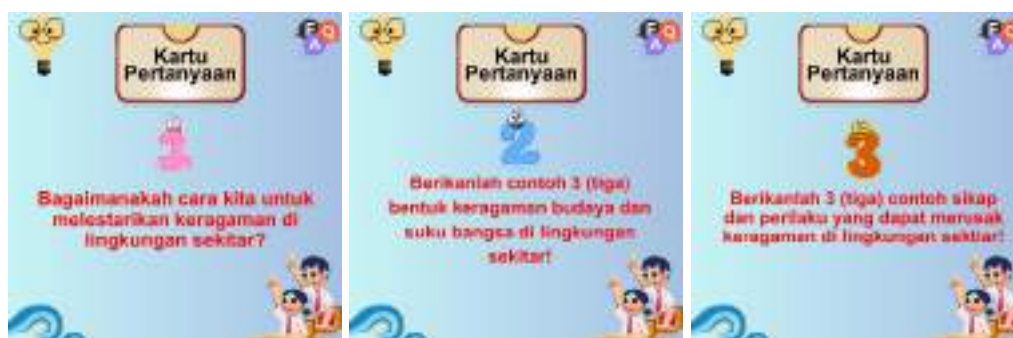 Kartu
Pertanyaan
1
Bagaimanakah cara kita untuk
melestarikan keragaman di
lingkungan sekitar?
Kartu
Pertanyaan
2
Berikanlah contoh 3 (tiga)
bentuk keragaman budaya dan
suku bangsa di lingkungan
sekitar!
Kartu
Pertanyaan
3
Berikanlah 3 (tiga) contoh sikap
dan perilaku yang dapat merusak
keragaman di lingkungan sekitar!